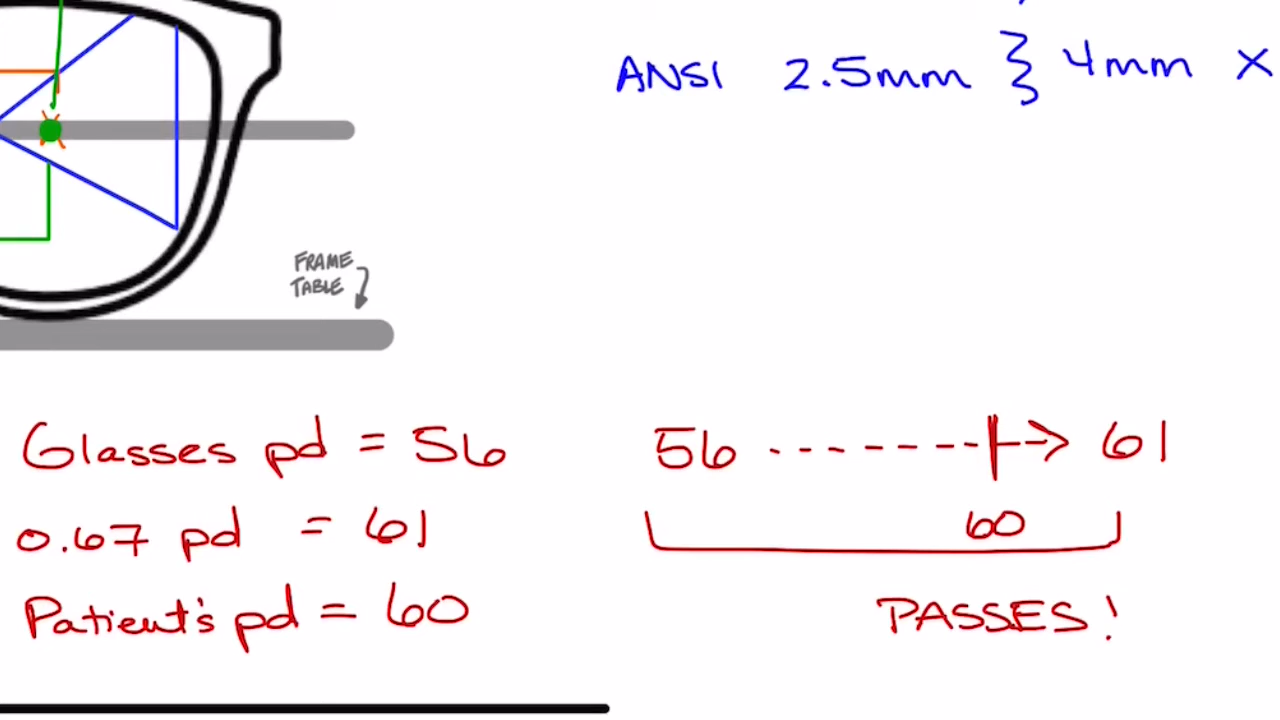 ANSI 2.5mm } 4mm X
FRAME
TABLE
Glasses pd = 56
0.67 pd = 61
Patient's pd = 60
56 ------- |-> 61
60
PASSES!